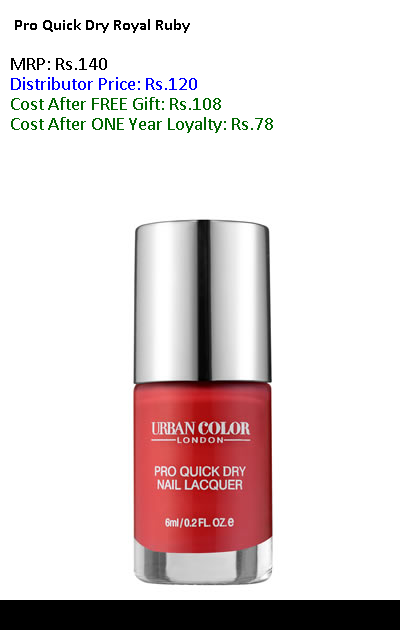 Pro Quick Dry Royal Ruby
MRP: Rs.140
Distributor Price: Rs.120
Cost After FREE Gift: Rs.108
Cost After ONE Year Loyalty: Rs.78
URBAN COLOR
LONDON
PRO QUICK DRY
NAIL LACQUER
6ml/0.2 FL. OZ.e